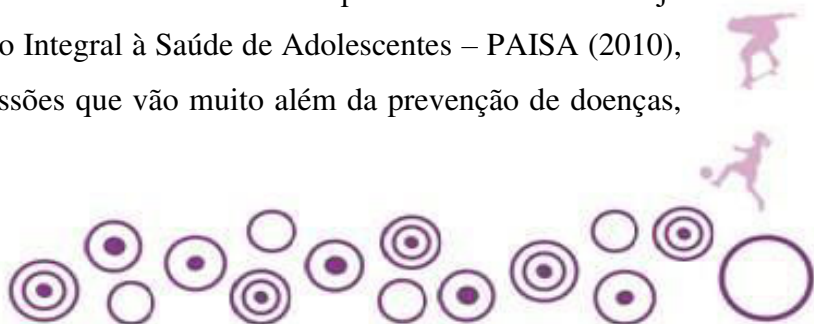 o Integral à Saúde de Adolescentes – PAISA (2010),
ssões que vão muito além da prevenção de doenças,